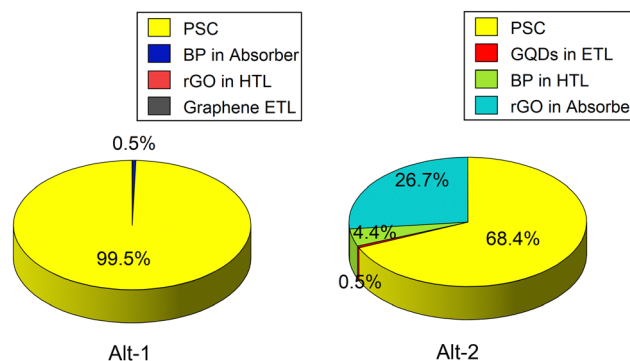 PSC
BP in Absorber
rGO in HTL
Graphene ETL
0.5%
99.5%
Alt-1
PSC
GQDs in ETL
BP in HTL
rGO in Absorbe
26.7%
4.4%
68.4%
0.5%
Alt-2